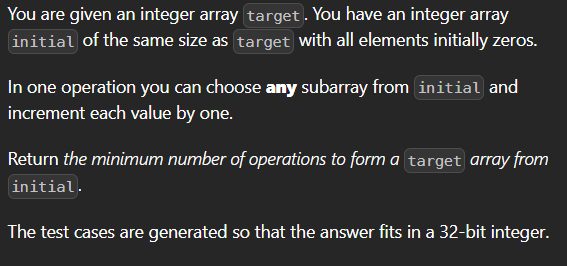 You are given an integer array target. You have an integer array
initial of the same size as target with all elements initially zeros.
In one operation you can choose any subarray from initial and
increment each value by one.
Return the minimum number of operations to form a target array from
initial.
The test cases are generated so that the answer fits in a 32-bit integer.